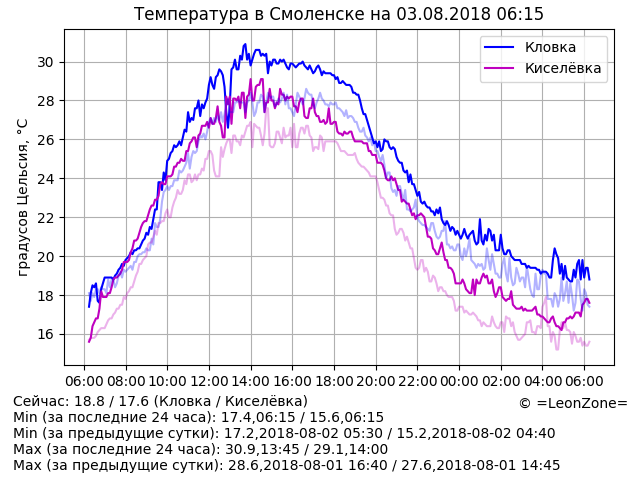 Температура в Смоленске на 03.08.2018 06:15
Кловка
Киселёвка
градусов Цельсия, °C
30
28
26
24
22
20
18
16
06:00 08:00 10:00 12:00 14:00 16:00 18:00 20:00 22:00 00:00 02:00 04:00 06:00
Сейчас: 18.8 / 17.6 (Кловка / Киселёвка)
© =LeonZone=
Min (за последние 24 часа): 17.4,06:15 / 15.6,06:15
Min (за предыдущие сутки): 17.2,2018-08-02 05:30 / 15.2,2018-08-02 04:40
Max (за последние 24 часа): 30.9,13:45 / 29.1,14:00
Max (за предыдущие сутки): 28.6,2018-08-01 16:40 / 27.6,2018-08-01 14:45